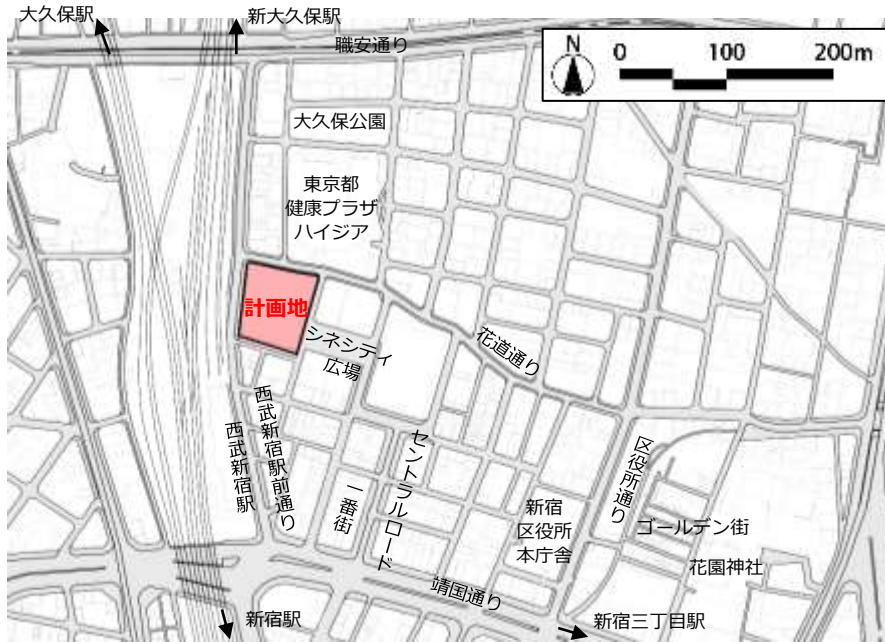 大久保駅
新大久保駅
職安通り
N
0 100 200m
大久保公園
東京都
健康プラザ
ハイジア
計画地
シネシティ
広場
花道通り
西武新宿駅
西武新宿駅前通り
一番街
セントラルロード
区役所通り
新宿
区役所
本庁舎
ゴールデン街
花園神社
靖国通り
新宿駅
新宿三丁目駅